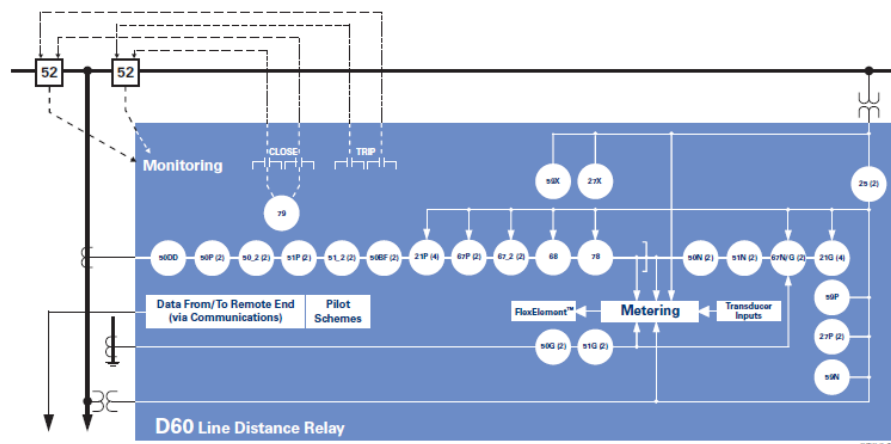 52
52
CLOSE
TRIP
Monitoring
59X
27X
25 (2)
79
50DD
50P (2)
50_2 (2)
51P (2)
51_2 (2)
50BF (2)
21P (4)
67P (2)
67_2 (2)
68
78
50N (2)
51N (2)
67N/G (2)
21G (4)
59P
Data From/To Remote End
(via Communications)
Pilot
Schemes
FlexElement™
Metering
Transducer
Inputs
27P (2)
50G (2)
51G (2)
59N
D60 Line Distance Relay